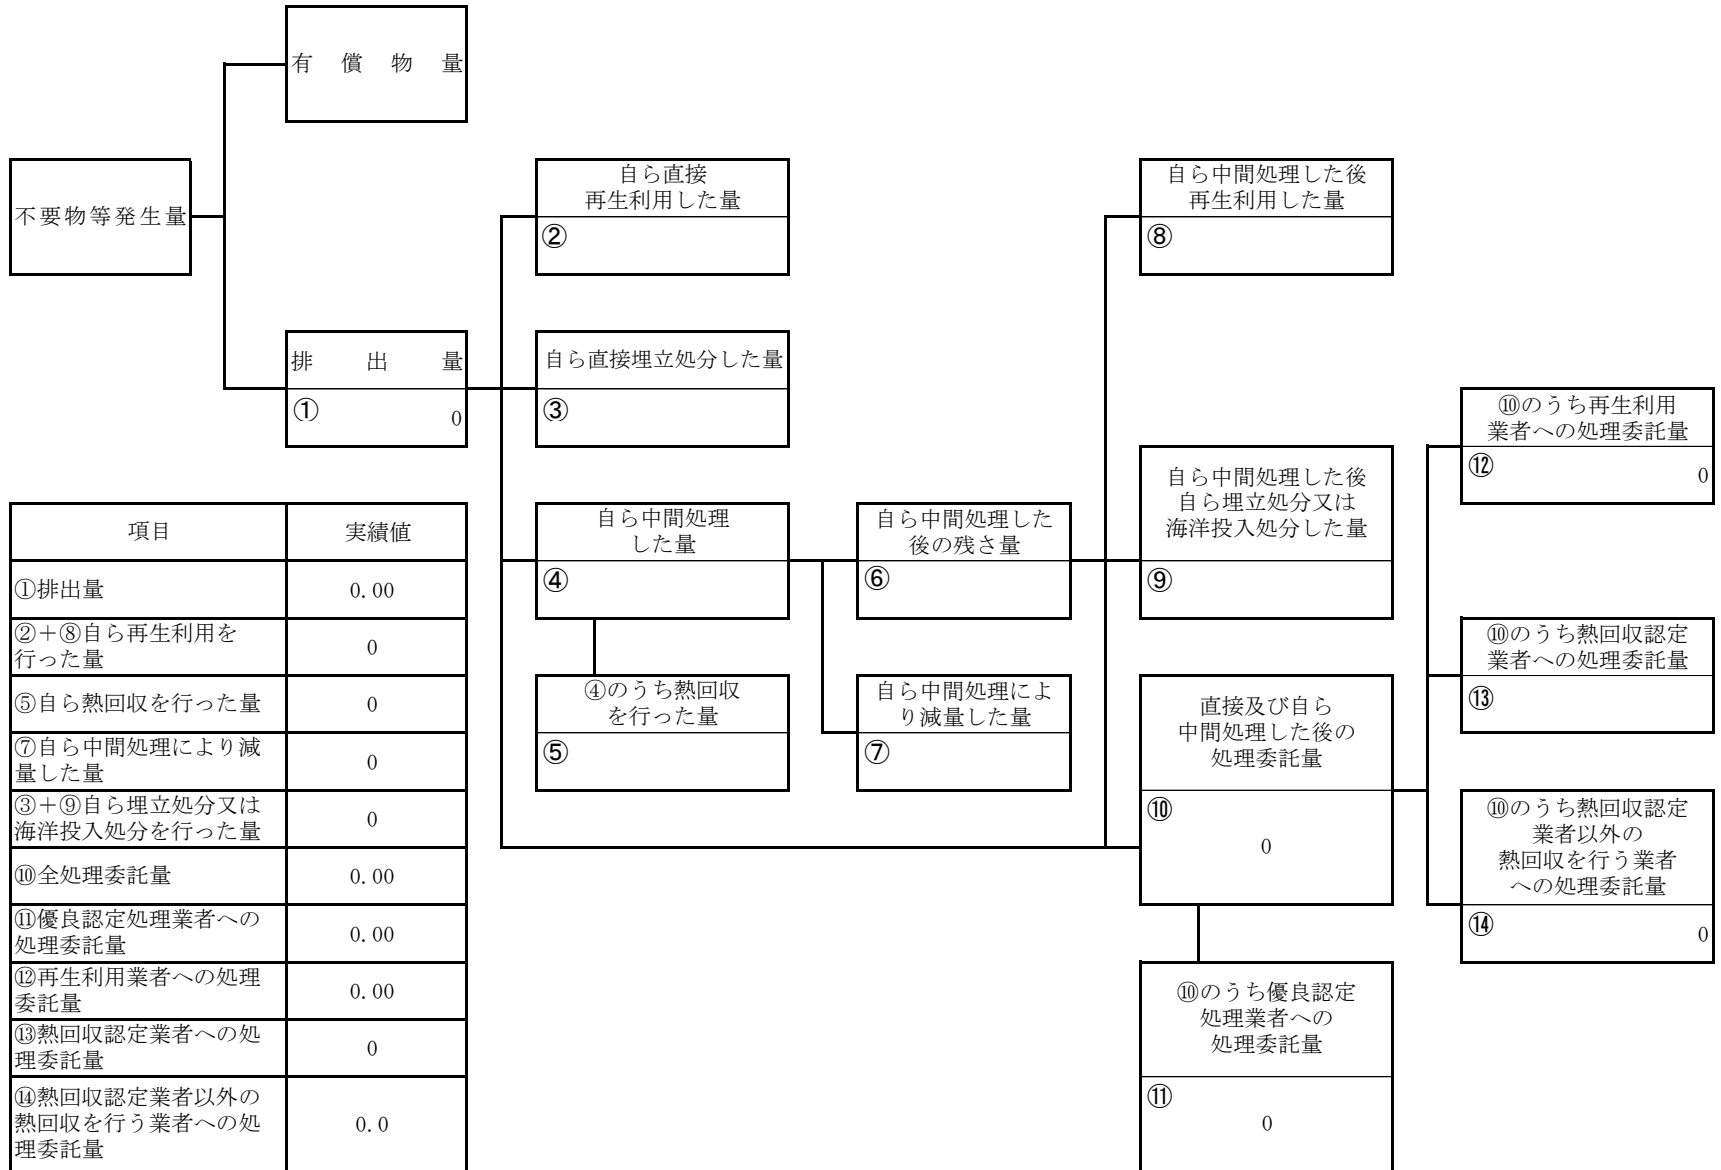 有償物量
不要物等発生量
自ら直接
再生利用した量
②
自ら中間処理した後
再生利用した量
⑧
排出量
① 0
自ら直接埋立処分した量
③
⑩のうち再生利用
業者への処理委託量
⑫ 0
自ら中間処理
した量
④
自ら中間処理した
後の残さ量
⑥
自ら中間処理した後
自ら埋立処分又は
海洋投入処分した量
⑨
⑩のうち熱回収認定
業者への処理委託量
⑬
④のうち熱回収
を行った量
⑤
自ら中間処理によ
り減量した量
⑦
直接及び自ら
中間処理した後の
処理委託量
⑩
0
⑩のうち熱回収認定
業者以外の
熱回収を行う業者
への処理委託量
⑭ 0
⑩のうち優良認定
処理業者への
処理委託量
⑪
0
項目 実績値
①排出量 0.00
②＋⑧自ら再生利用を
行った量 0
⑤自ら熱回収を行った量 0
⑦自ら中間処理により減
量した量 0
③＋⑨自ら埋立処分又は
海洋投入処分を行った量 0
⑩全処理委託量 0.00
⑪優良認定処理業者への
処理委託量 0.00
⑫再生利用業者への処理
委託量 0.00
⑬熱回収認定業者への処
理委託量 0
⑭熱回収認定業者以外の
熱回収を行う業者への処
理委託量 0.0